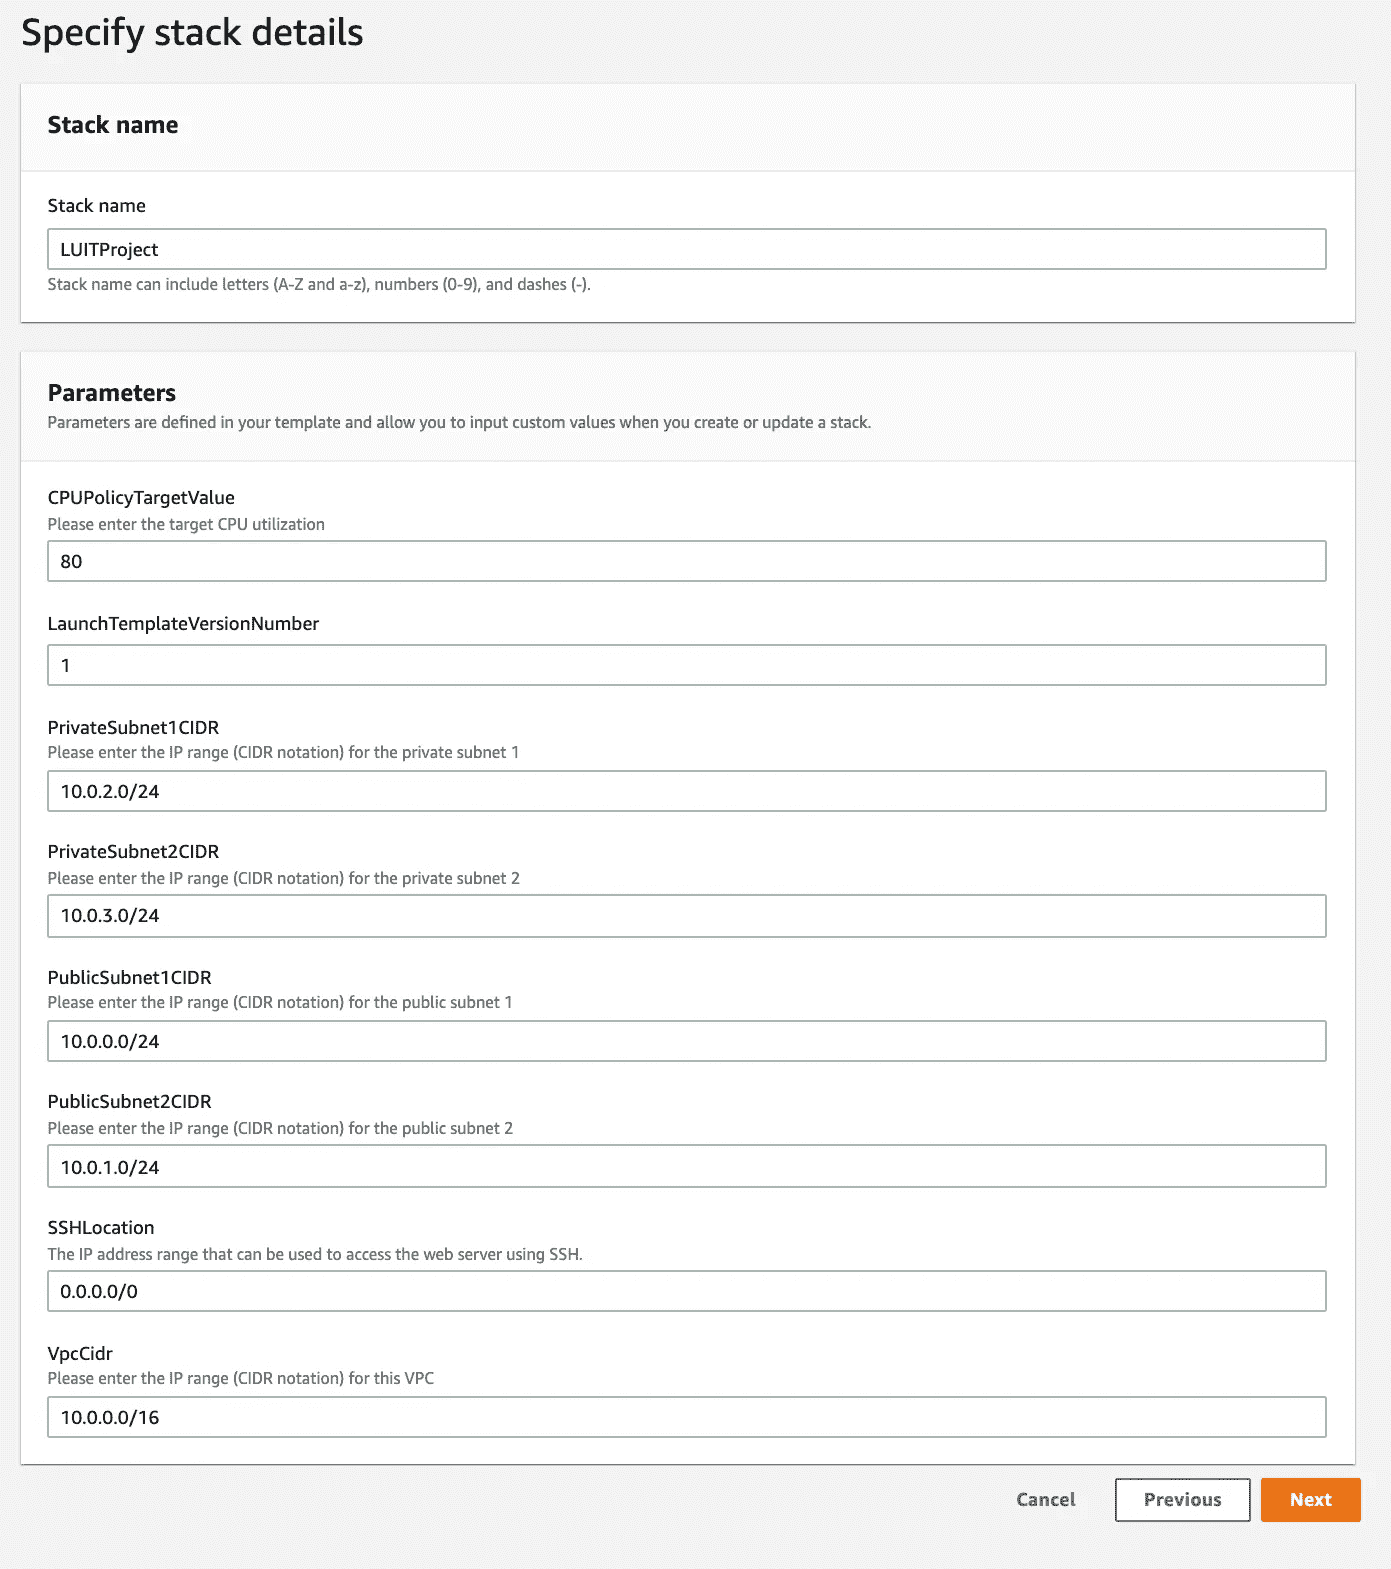 Specify stack details
Stack name
Stack name
LUITProject
Stack name can include letters (A-Z and a-z), numbers (0-9), and dashes (-).
Parameters
Parameters are defined in your template and allow you to input custom values when you create or update a stack.
CPUPolicyTargetValue
Please enter the target CPU utilization
80
LaunchTemplateVersionNumber
1
PrivateSubnet1CIDR
Please enter the IP range (CIDR notation) for the private subnet 1
10.0.2.0/24
PrivateSubnet2CIDR
Please enter the IP range (CIDR notation) for the private subnet 2
10.0.3.0/24
PublicSubnet1CIDR
Please enter the IP range (CIDR notation) for the public subnet 1
10.0.0.0/24
PublicSubnet2CIDR
Please enter the IP range (CIDR notation) for the public subnet 2
10.0.1.0/24
SSHLocation
The IP address range that can be used to access the web server using SSH.
0.0.0.0/0
VpcCidr
Please enter the IP range (CIDR notation) for this VPC
10.0.0.0/16
Cancel Previous Next